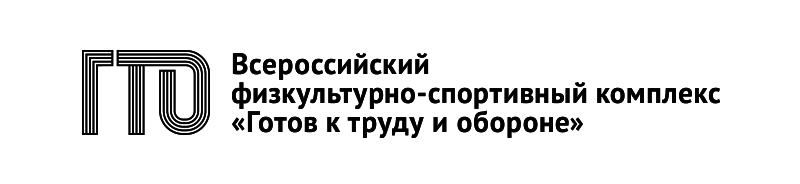 ГТО
Всероссийский
физкультурно-спортивный комплекс
«Готов к труду и обороне»